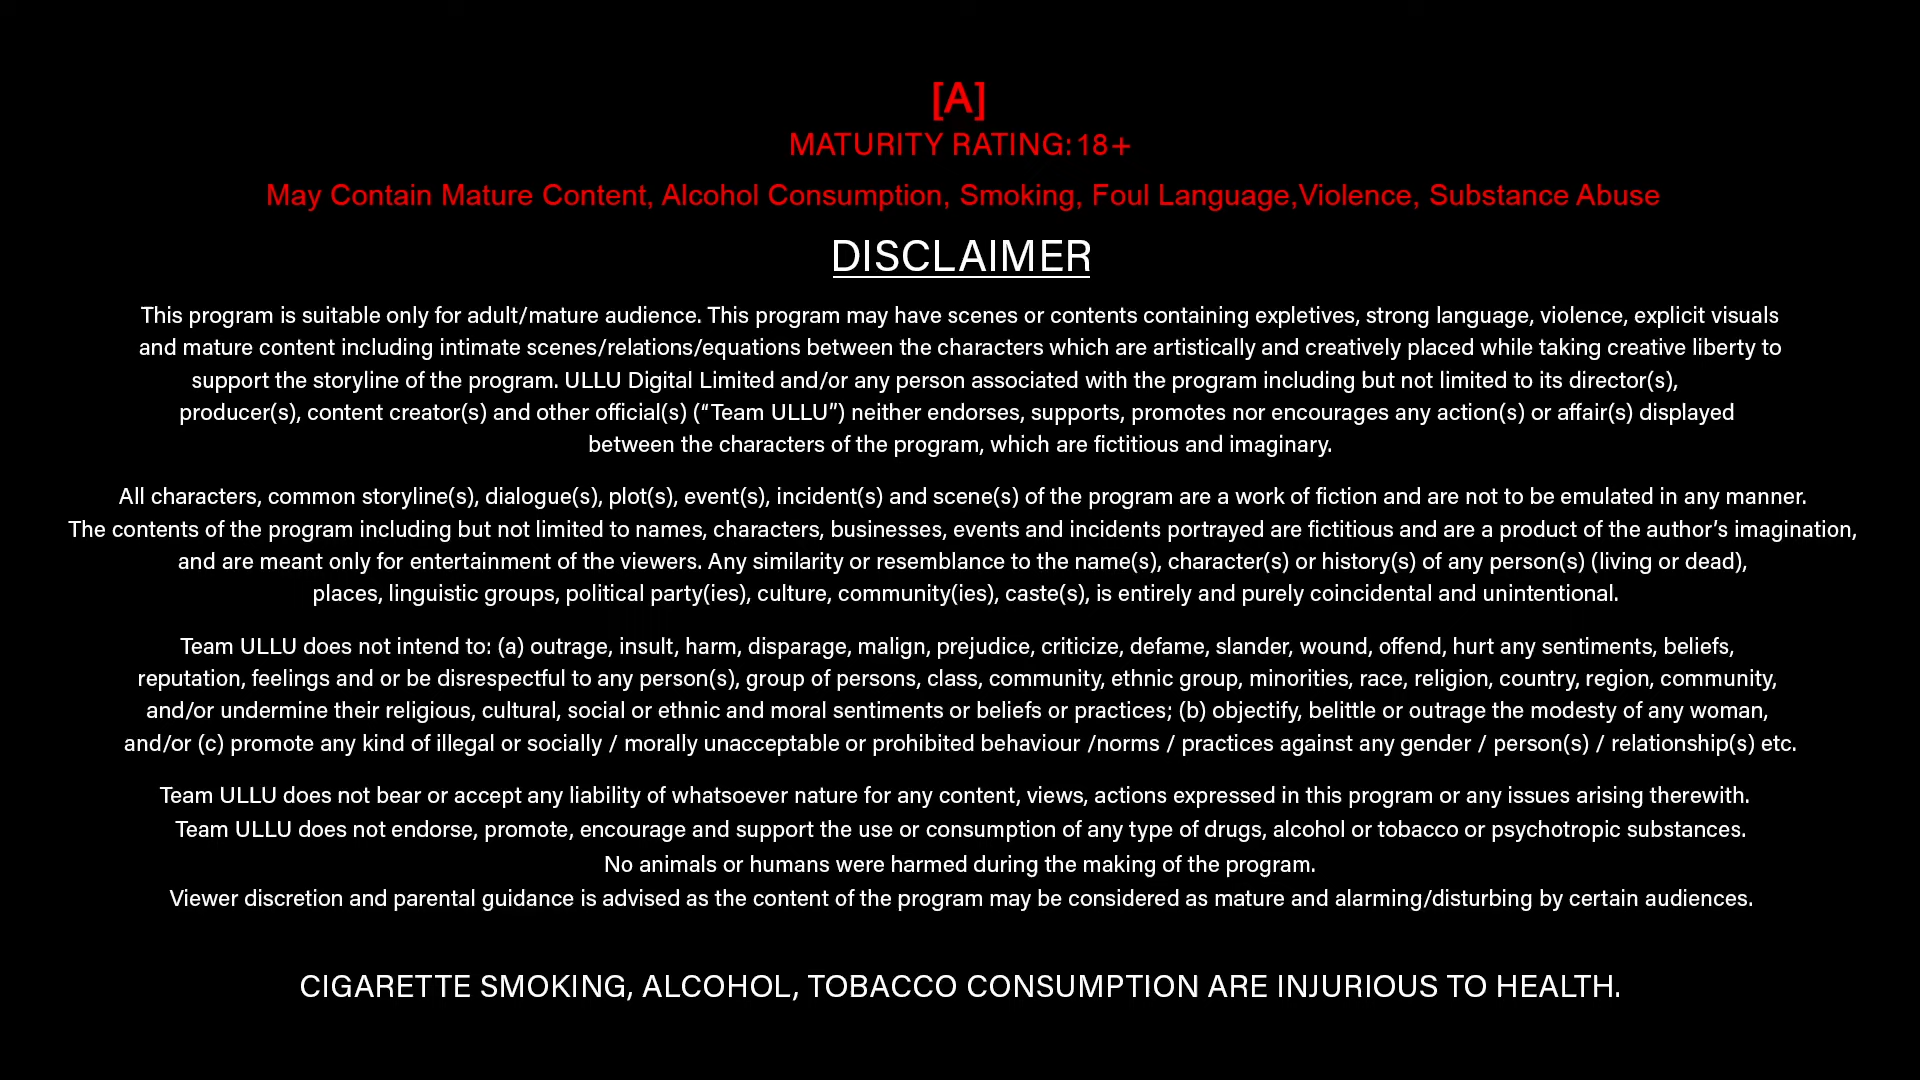 [A]
MATURITY RATING:18+
May Contain Mature Content, Alcohol Consumption, Smoking, Foul Language,Violence, Substance Abuse
DISCLAIMER
This program is suitable only for adult/mature audience. This program may have scenes or contents containing expletives, strong language, violence, explicit visuals
and mature content including intimate scenes/relations/equations between the characters which are artistically and creatively placed while taking creative liberty to
support the storyline of the program. ULLU Digital Limited and/or any person associated with the program including but not limited to its director(s),
producer(s), content creator(s) and other official(s) (“Team ULLU”) neither endorses, supports, promotes nor encourages any action(s) or affair(s) displayed
between the characters of the program, which are fictitious and imaginary.
All characters, common storyline(s), dialogue(s), plot(s), event(s), incident(s) and scene(s) of the program are a work of fiction and are not to be emulated in any manner.
The contents of the program including but not limited to names, characters, businesses, events and incidents portrayed are fictitious and are a product of the author’s imagination,
and are meant only for entertainment of the viewers. Any similarity or resemblance to the name(s), character(s) or history(s) of any person(s) (living or dead),
places, linguistic groups, political party(ies), culture, community(ies), caste(s), is entirely and purely coincidental and unintentional.
Team ULLU does not intend to: (a) outrage, insult, harm, disparage, malign, prejudice, criticize, defame, slander, wound, offend, hurt any sentiments, beliefs,
reputation, feelings and or be disrespectful to any person(s), group of persons, class, community, ethnic group, minorities, race, religion, country, region, community,
and/or undermine their religious, cultural, social or ethnic and moral sentiments or beliefs or practices; (b) objectify, belittle or outrage the modesty of any woman,
and/or (c) promote any kind of illegal or socially / morally unacceptable or prohibited behaviour /norms / practices against any gender / person(s) / relationship(s) etc.
Team ULLU does not bear or accept any liability of whatsoever nature for any content, views, actions expressed in this program or any issues arising therewith.
Team ULLU does not endorse, promote, encourage and support the use or consumption of any type of drugs, alcohol or tobacco or psychotropic substances.
No animals or humans were harmed during the making of the program.
Viewer discretion and parental guidance is advised as the content of the program may be considered as mature and alarming/disturbing by certain audiences.
CIGARETTE SMOKING, ALCOHOL, TOBACCO CONSUMPTION ARE INJURIOUS TO HEALTH.